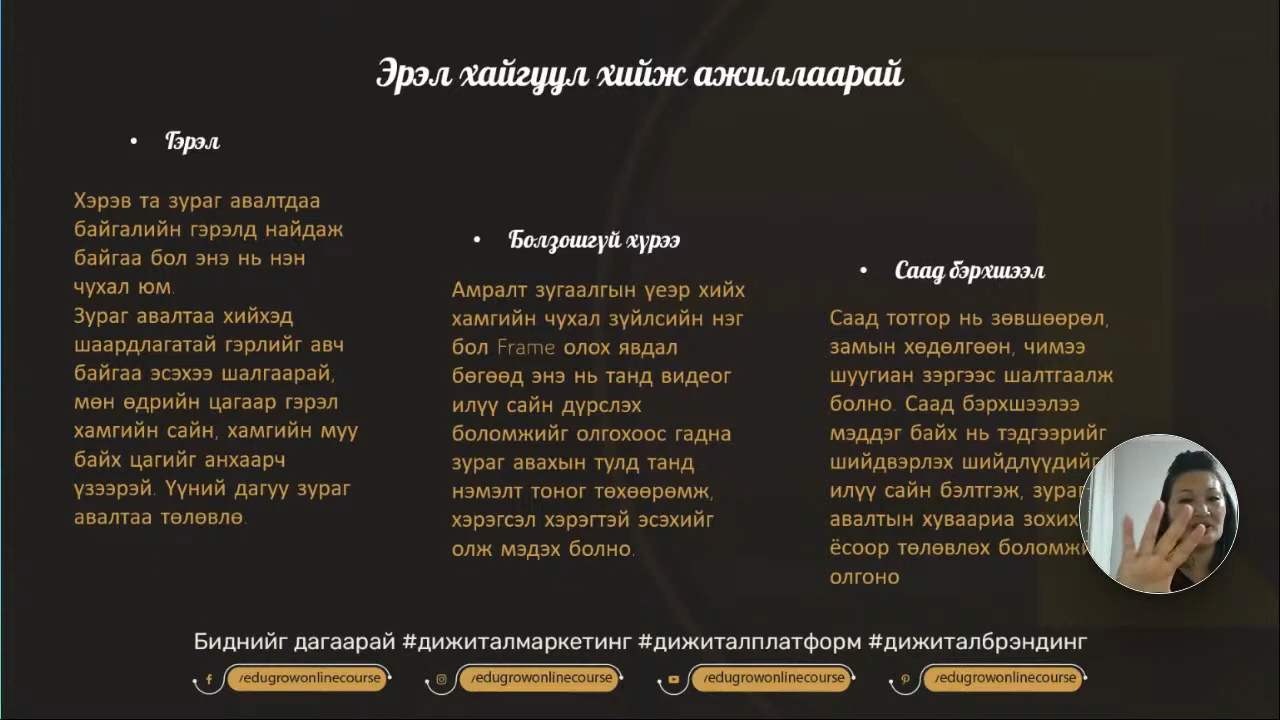 Эрэл хайгуул хийж ажиллаарай
• Гэрэл
Хэрэв та зураг авалтдаа
байгалийн гэрэлд найдаж
байгаа бол энэ нь нэн
чухал юм.
Зураг авалтаа хийхэд
шаардлагатай гэрлийг авч
байгаа эсэхээ шалгаарай,
мөн өдрийн цагаар гэрэл
хамгийн сайн, хамгийн муу
байх цагийг анхаарч
үзээрэй. Үүний дагуу зураг
авалтаа төлөвлө.
• Болзошгүй хүрээ
Амралт зугаалгын үеэр хийх
хамгийн чухал зүйлсийн нэг
бол Frame олох явдал
бөгөөд энэ нь танд видеог
илүү сайн дүрслэх
боломжийг олгохоос гадна
зураг авахын тулд танд
нэмэлт тоног төхөөрөмж,
хэрэгсэл хэрэгтэй эсэхийг
олж мэдэх болно.
• Саад бэрхшээл
Саад тотгор нь зөвшөөрөл,
замын хөдөлгөөн, чимээ
шуугиан зэргээс шалтгаалж
болно. Саад бэрхшээлээ
мэддэг байх нь тэдгээрийг
шийдвэрлэх шийдлүүдийг
илүү сайн бэлтгэж, зураг
авалтын хуваариа зохих
ёсоор төлөвлөх
олгоно
Биднийг дагаарай #дижиталмаркетинг #дижиталплатформ #дижиталбрэндинг
/edugrowonlinecourse /edugrowonlinecourse /edugrowonlinecourse /edugrowonlinecourse